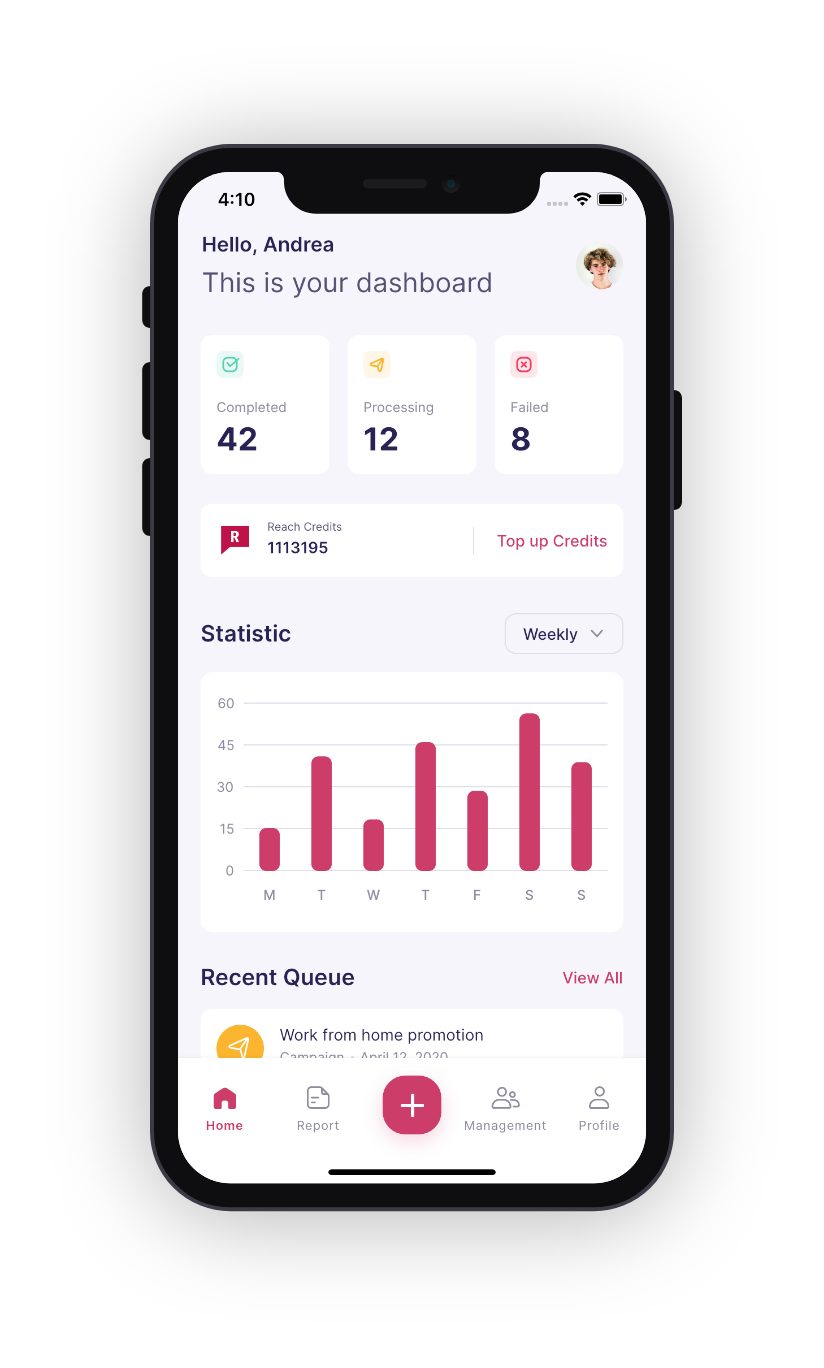 4:10
Hello, Andrea
This is your dashboard
Completed
42
Processing
12
Failed
8
R
Reach Credits
1113195
Top up Credits
Statistic
Weekly
60
45
30
15
0
M T W T F S S
Recent Queue
View All
Work from home promotion
Campaign - April 12, 2020
Home
Report
Management
Profile